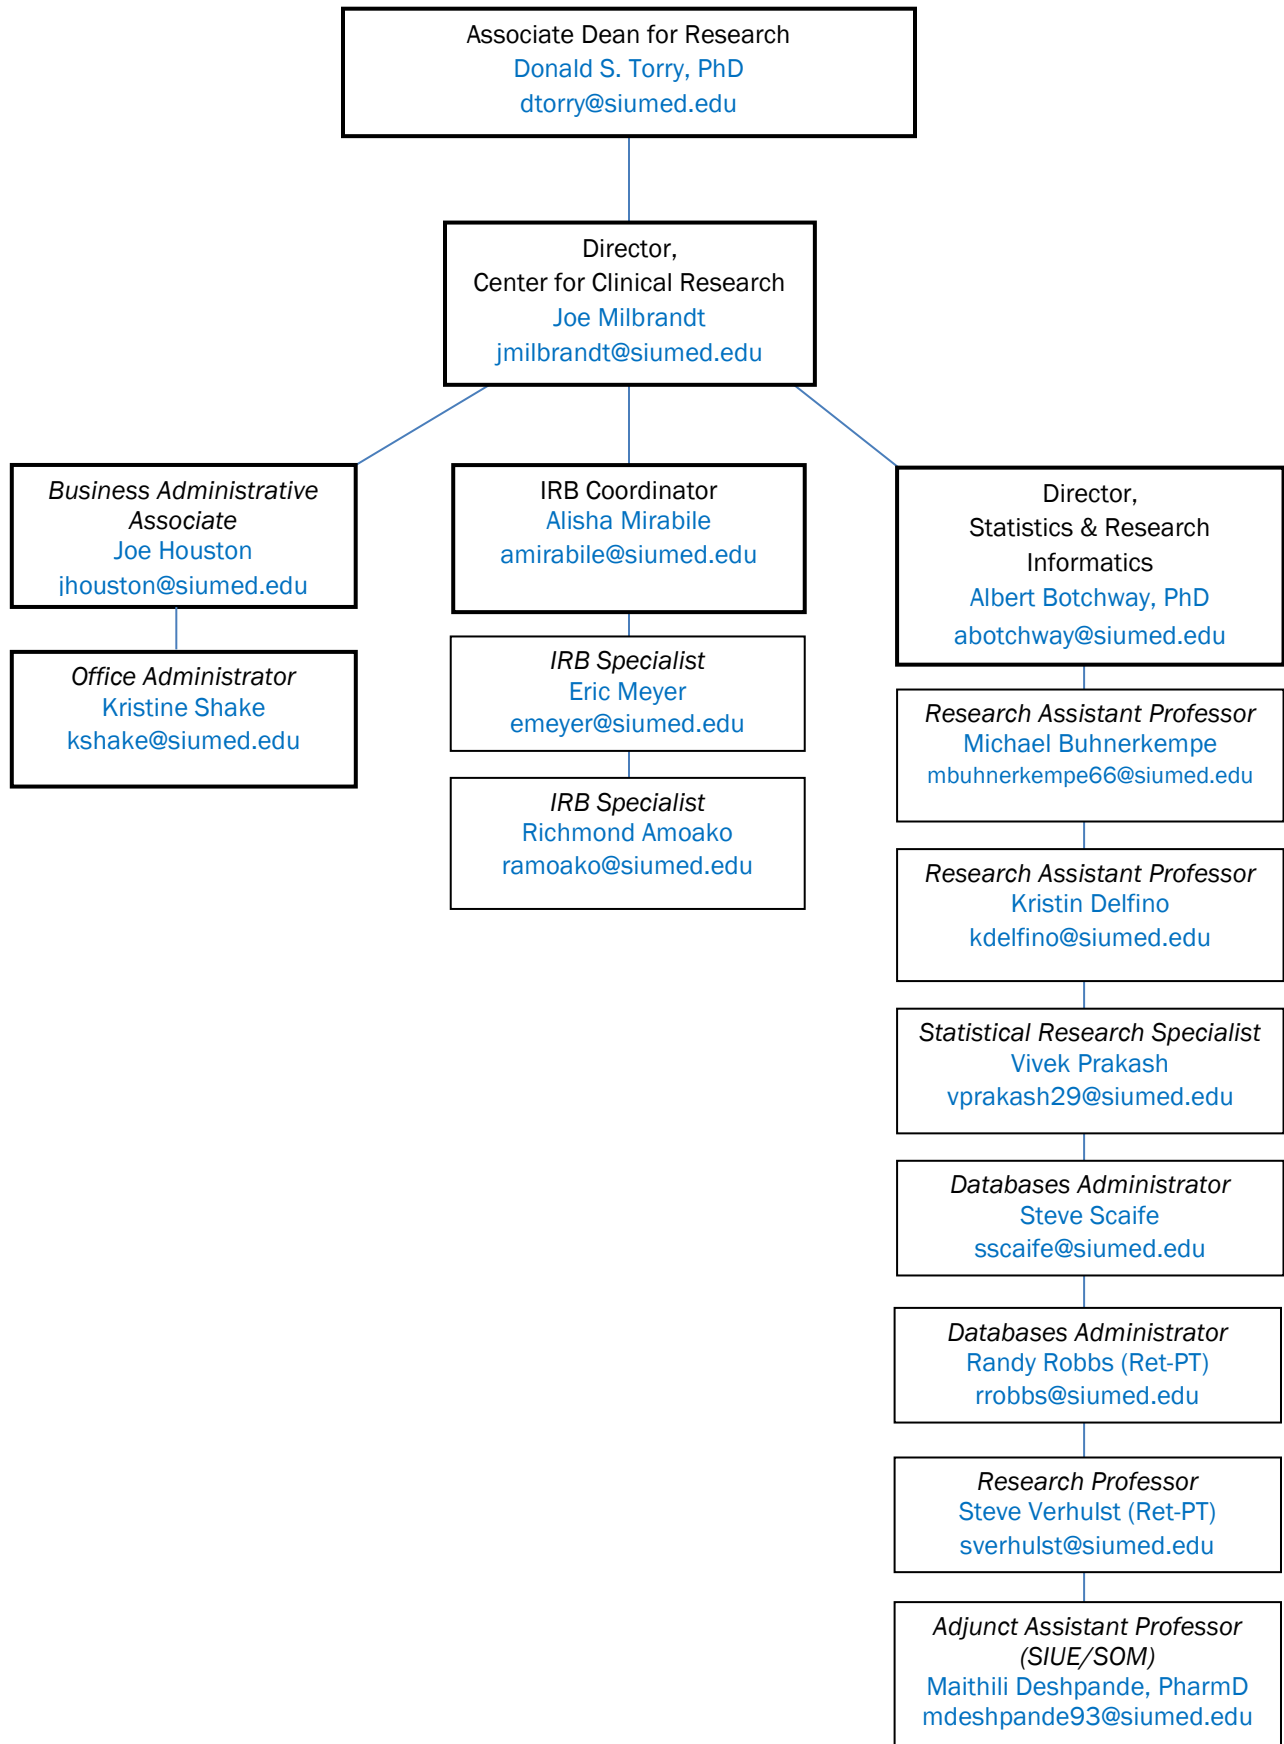 Associate Dean for Research
Donald S. Torry, PhD
dtorry@siumed.edu
Director,
Center for Clinical Research
Joe Milbrandt
jmilbrandt@siumed.edu
Business Administrative
Associate
Joe Houston
jhouston@siumed.edu
Office Administrator
Kristine Shake
kshake@siumed.edu
IRB Coordinator
Alisha Mirabile
amirabile@siumed.edu
IRB Specialist
Eric Meyer
emeyer@siumed.edu
IRB Specialist
Richmond Amoako
ramoako@siumed.edu
Director,
Statistics & Research
Informatics
Albert Botchway, PhD
abotchway@siumed.edu
Research Assistant Professor
Michael Buhnerkempe
mbuhnerkempe66@siumed.edu
Research Assistant Professor
Kristin Delfino
kdelfino@siumed.edu
Statistical Research Specialist
Vivek Prakash
vprakash29@siumed.edu
Databases Administrator
Steve Scaife
sscaife@siumed.edu
Databases Administrator
Randy Robbs (Ret-PT)
rrobbs@siumed.edu
Research Professor
Steve Verhulst (Ret-PT)
sverhulst@siumed.edu
Adjunct Assistant Professor
(SIUE/SOM)
Maithili Deshpande, PharmD
mdeshpande93@siumed.edu